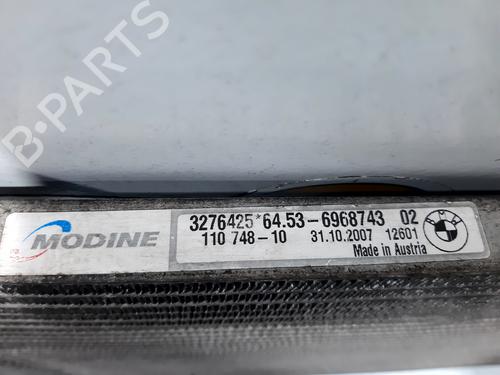 B-PARTS
MODINE
3276425*64.53-6968743 02
110 748-10 31.10.2007 12601
Made in Austria
BMW